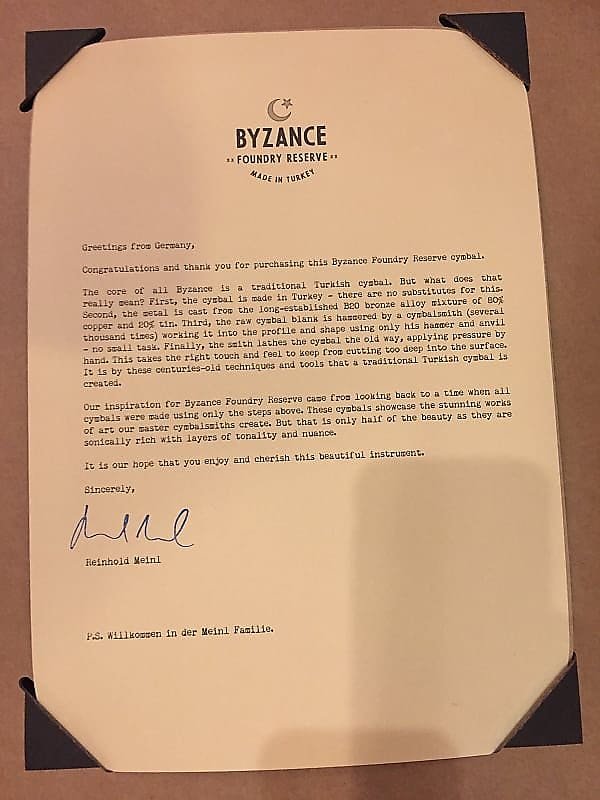 BYZANCE
×× FOUNDRY RESERVE ××
MADE IN TURKEY
Greetings from Germany,
Congratulations and thank you for purchasing this Byzance Foundry Reserve cymbal.
The core of all Byzance is a traditional Turkish cymbal. But what does that
really mean? First, the cymbal is made in Turkey - there are no substitutes for this.
Second, the metal is cast from the long-established B20 bronze alloy mixture of 80%
copper and 20% tin. Third, the raw cymbal blank is hammered by a cymbalsmith (several
thousand times) working it into the profile and shape using only his hammer and anvil
- no small task. Finally, the smith lathes the cymbal the old way, applying pressure by
hand. This takes the right touch and feel to keep from cutting too deep into the surface.
It is by these centuries-old techniques and tools that a traditional Turkish cymbal is
created.
Our inspiration for Byzance Foundry Reserve came from looking back to a time when all
cymbals were made using only the steps above. These cymbals showcase the stunning works
of art our master cymbalsmiths create. But that is only half of the beauty as they are
sonically rich with layers of tonality and nuance.
It is our hope that you enjoy and cherish this beautiful instrument.
Sincerely,
Reinhold Meinl
P.S. Willkommen in der Meinl Familie.